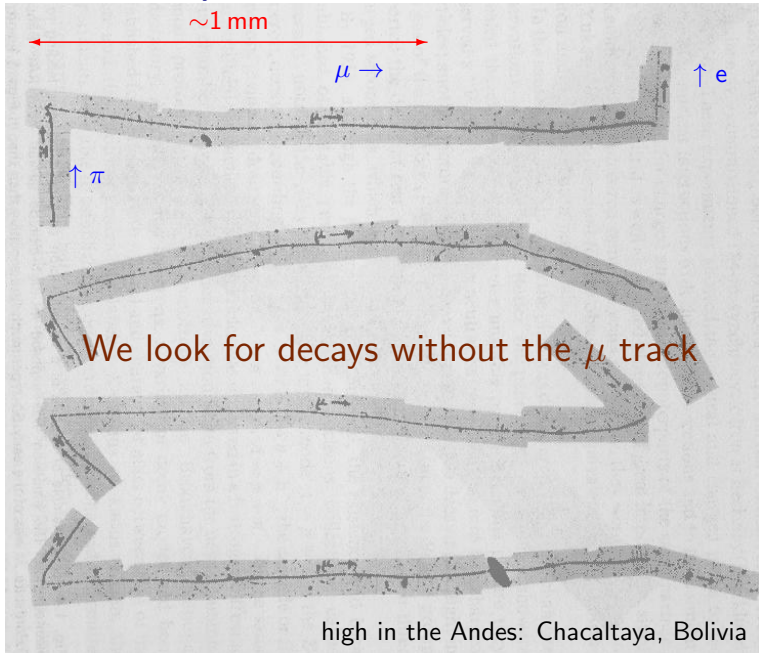 ∼1 mm
μ →
↑ e
μ →
↑ π
μ →
We look for decays without the μ track
μ →
μ →
high in the Andes: Chacaltaya, Bolivia